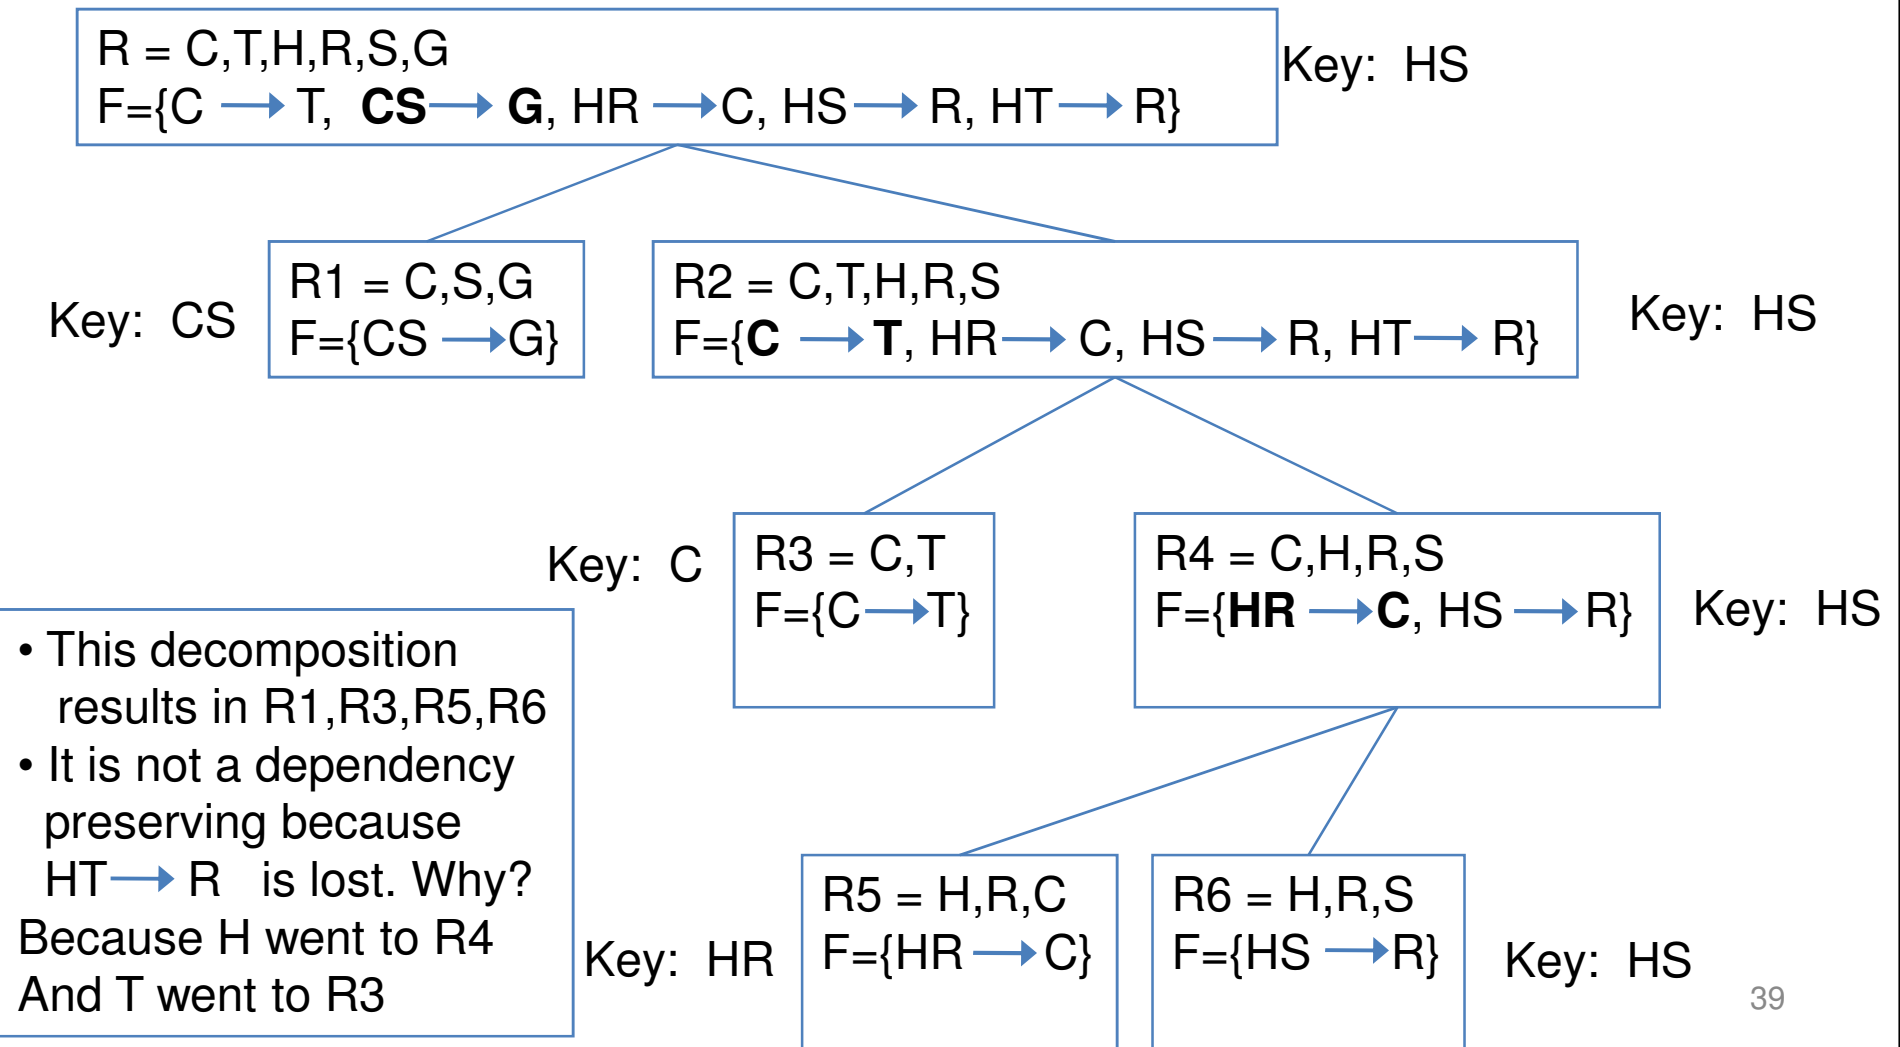 R = C,T,H,R,S,G
F={C → T, CS → G, HR → C, HS → R, HT → R}
Key: HS
Key: CS
R1 = C,S,G
F={CS → G}
R2 = C,T,H,R,S
F={C → T, HR → C, HS → R, HT → R}
Key: HS
Key: C
R3 = C,T
F={C → T}
R4 = C,H,R,S
F={HR → C, HS → R}
Key: HS
• This decomposition
results in R1,R3,R5,R6
• It is not a dependency
preserving because
HT → R is lost. Why?
Because H went to R4
And T went to R3
Key: HR
R5 = H,R,C
F={HR → C}
R6 = H,R,S
F={HS → R}
Key: HS
39